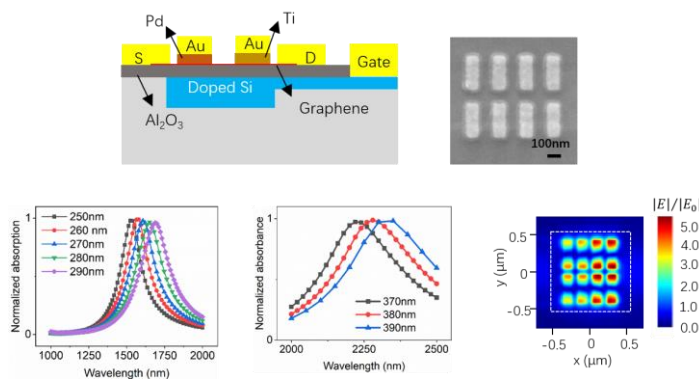 Pd
Ti
S
Au
Au
D
Gate
Doped Si
Graphene
Al₂O₃
100nm
Normalized absorption
1
0
250nm
260 nm
270nm
280nm
290nm
1000 1250 1500 1750 2000
Wavelength (nm)
Normalized absorbance
1
0
370nm
380nm
390nm
2000 2250 2500
Wavelength (nm)
|E|/|E₀|
5.0
4.0
3.0
2.0
1.0
0.0
y (µm)
0.5
0
-0.5
-0.5 0 0.5
x (µm)